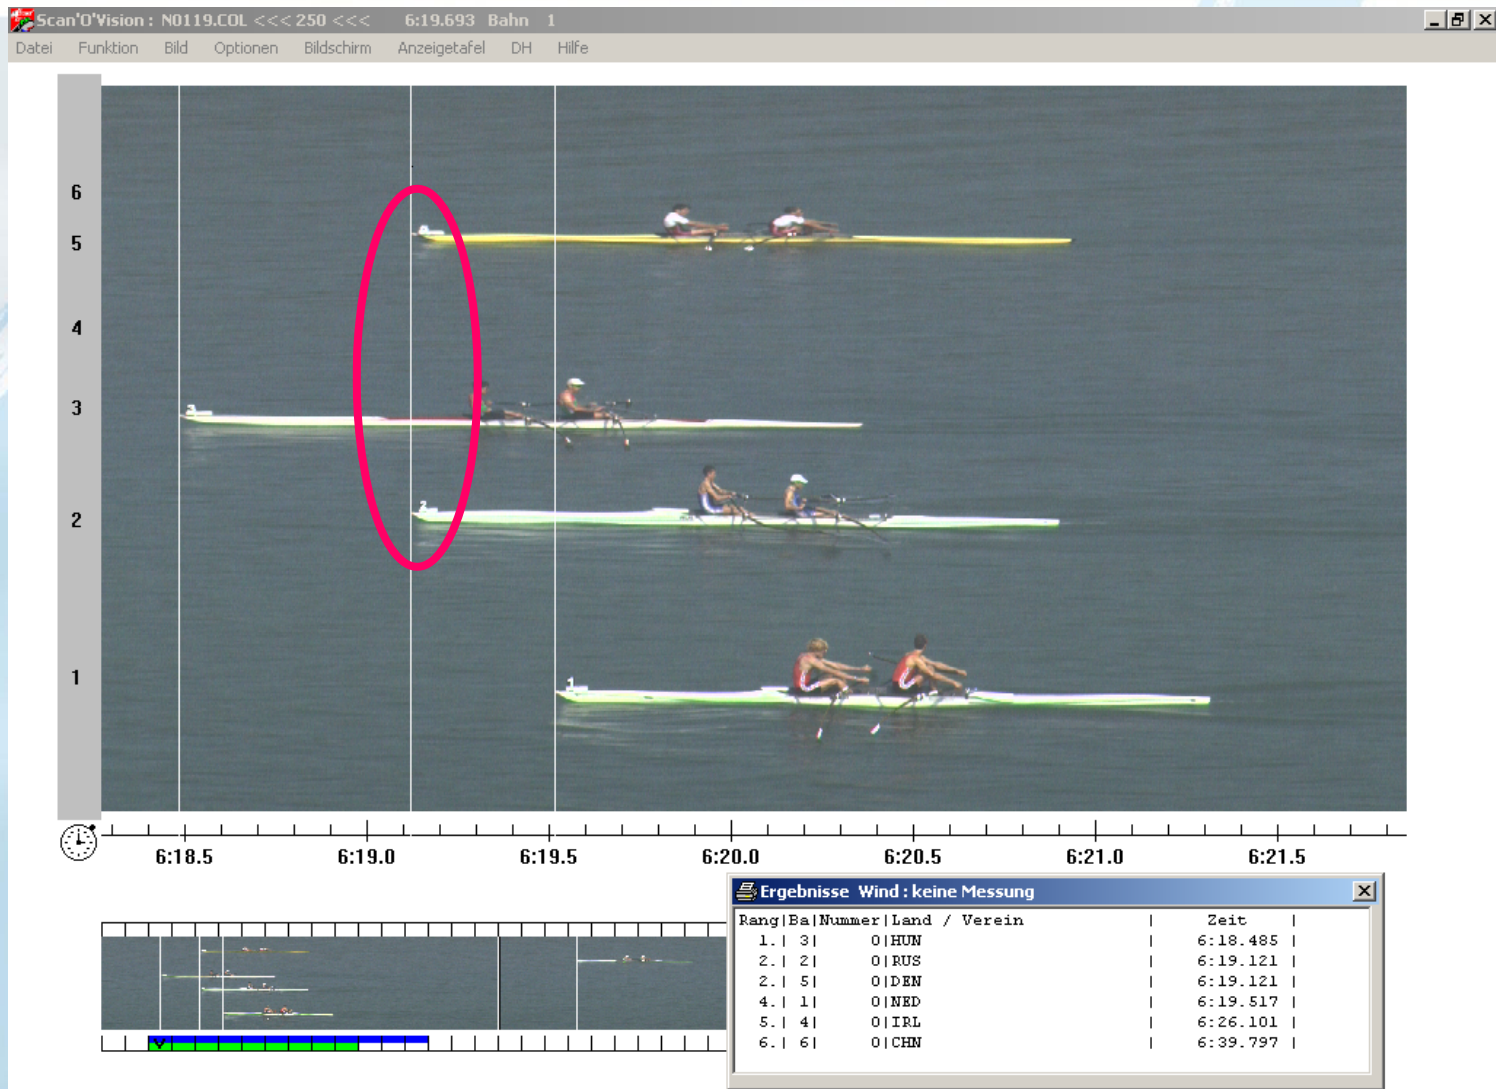 Scan'O'Vision : N0119.COL <<< 250 <<< 6:19.693 Bahn 1
Datei Funktion Bild Optionen Bildschirm Anzeigetafel DH Hilfe
6
5
4
3
2
1
3
2
1
6:18.5 6:19.0 6:19.5 6:20.0 6:20.5 6:21.0 6:21.5
Ergebnisse Wind : keine Messung
Rang|Ba|Nummer|Land / Verein | Zeit |
1.| 3| 0|HUN | 6:18.485 |
2.| 2| 0|RUS | 6:19.121 |
2.| 5| 0|DEN | 6:19.121 |
4.| 1| 0|NED | 6:19.517 |
5.| 4| 0|IRL | 6:26.101 |
6.| 6| 0|CHN | 6:39.797 |